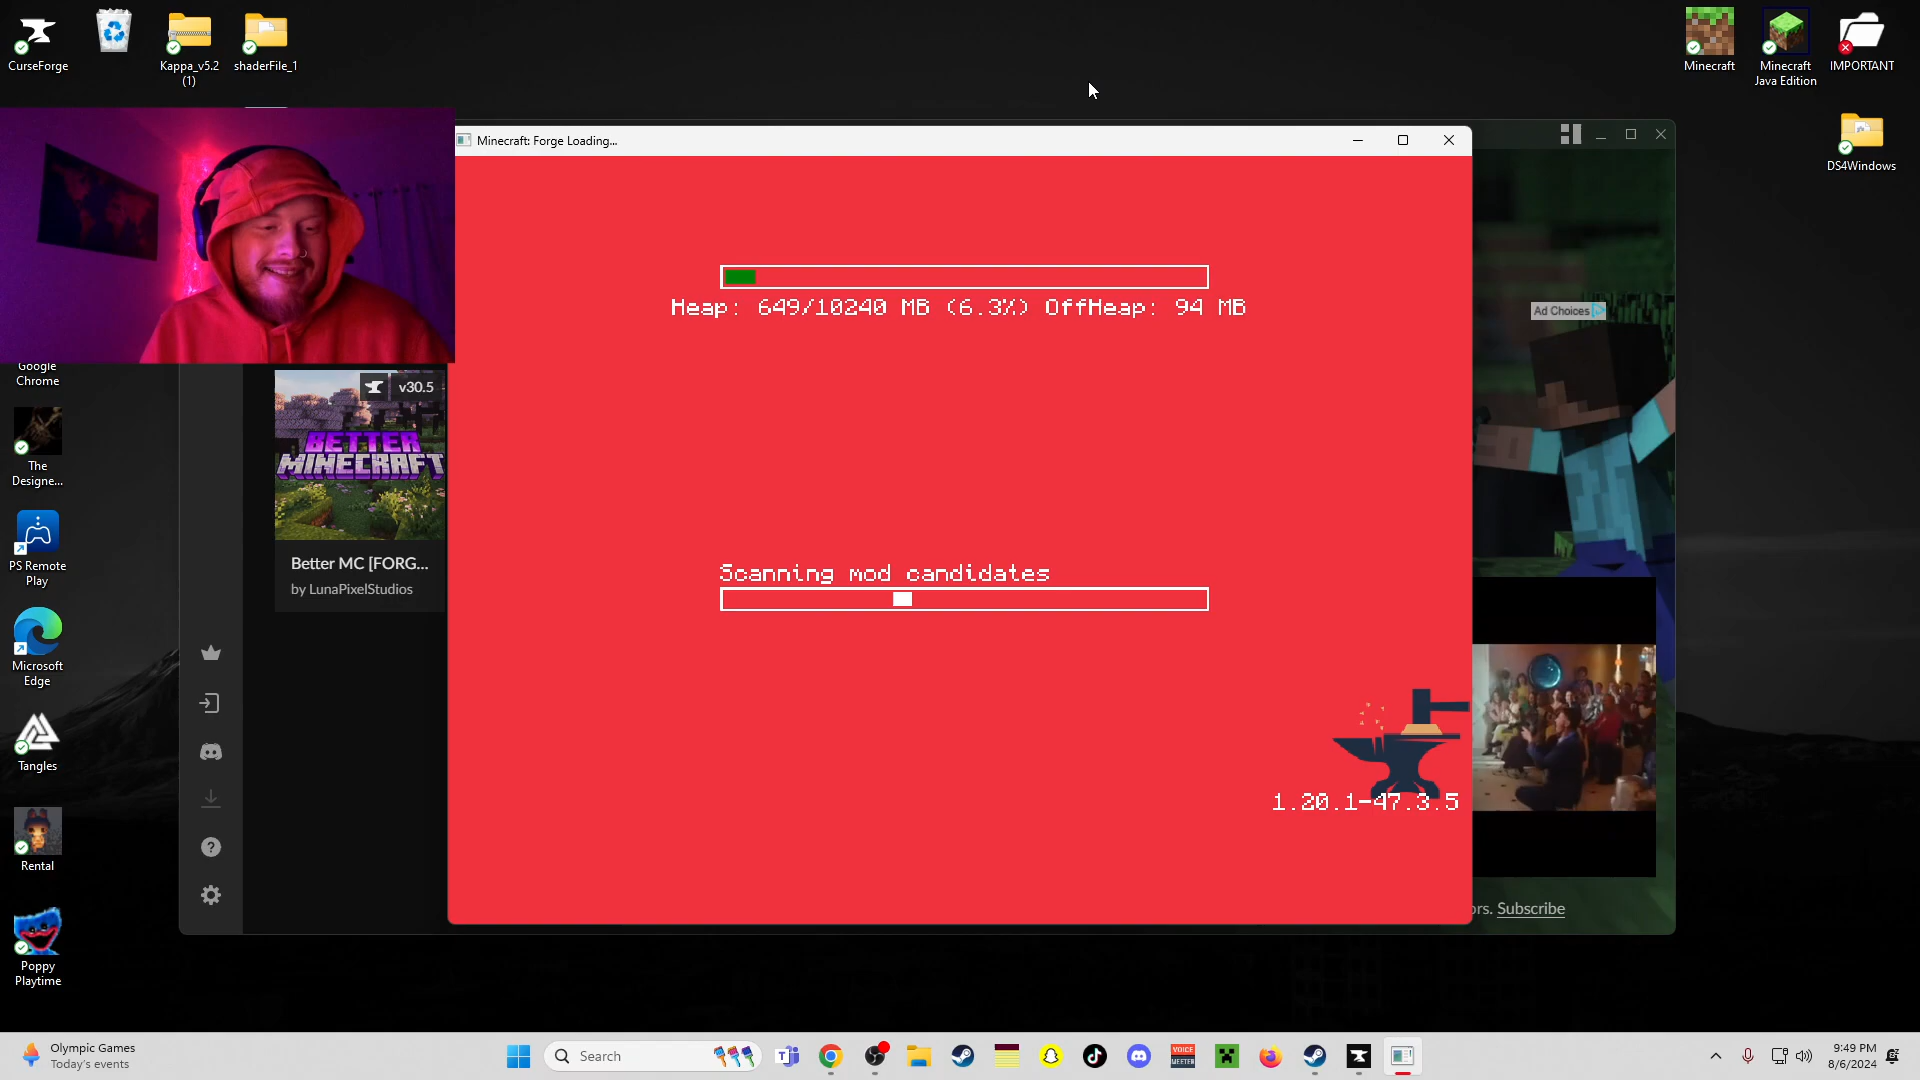 CurseForge
Kappa_v5.2
(1)
shaderFile_1
Minecraft
Minecraft
Java Edition
IMPORTANT
DS4Windows
Minecraft: Forge Loading...
Heap: 649/10240 MB (6.3%) OffHeap: 94 MB
Ad Choices
Google
Chrome
v30.5
BETTER
MINECRAFT
Better MC [FORG...
by LunaPixelStudios
The
Designe...
PS Remote
Play
Scanning mod candidates
Microsoft
Edge
Tangles
1.20.1-47.3.5
Rental
ors. Subscribe
Poppy
Playtime
Olympic Games
Today's events
Search
VOICE
MEETER
9:49 PM
8/6/2024